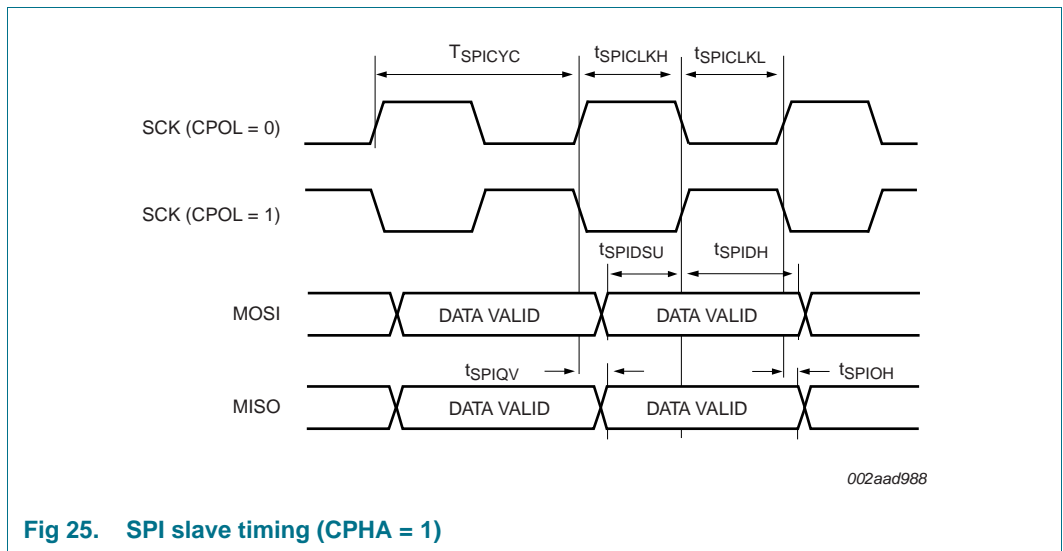 TSPICYC tSPICLKH tSPICLKL
SCK (CPOL = 0)
SCK (CPOL = 1)
tSPIDSU tSPIDH
MOSI DATA VALID DATA VALID
tSPIQV tSPIOH
MISO DATA VALID DATA VALID
002aad988
Fig 25. SPI slave timing (CPHA = 1)